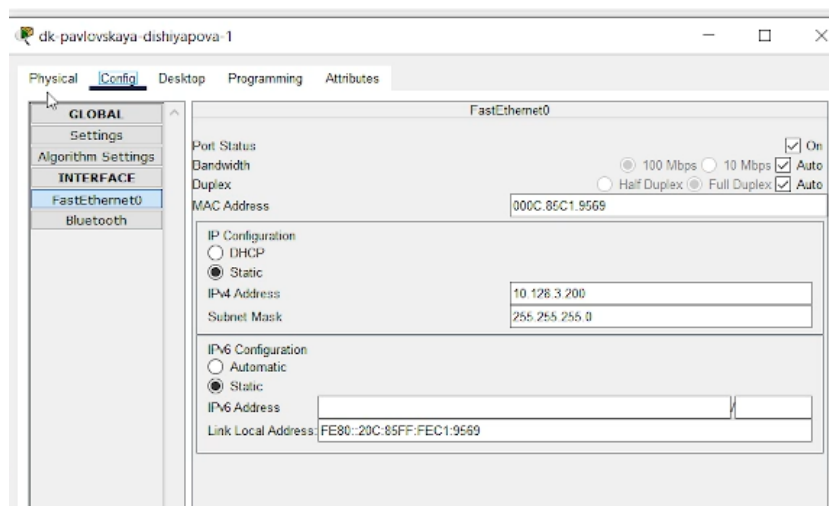 dk-pavlovskaya-dishiyapova-1
Physical Config Desktop Programming Attributes
GLOBAL
Settings
Algorithm Settings
INTERFACE
FastEthernet0
Bluetooth
FastEthernet0
Port Status On
Bandwidth 100 Mbps 10 Mbps Auto
Duplex Half Duplex Full Duplex Auto
MAC Address 000C.85C1.9569
IP Configuration
DHCP
Static
IPv4 Address 10.128.3.200
Subnet Mask 255.255.255.0
IPv6 Configuration
Automatic
Static
IPv6 Address /
Link Local Address: FE80::20C:85FF:FEC1:9569